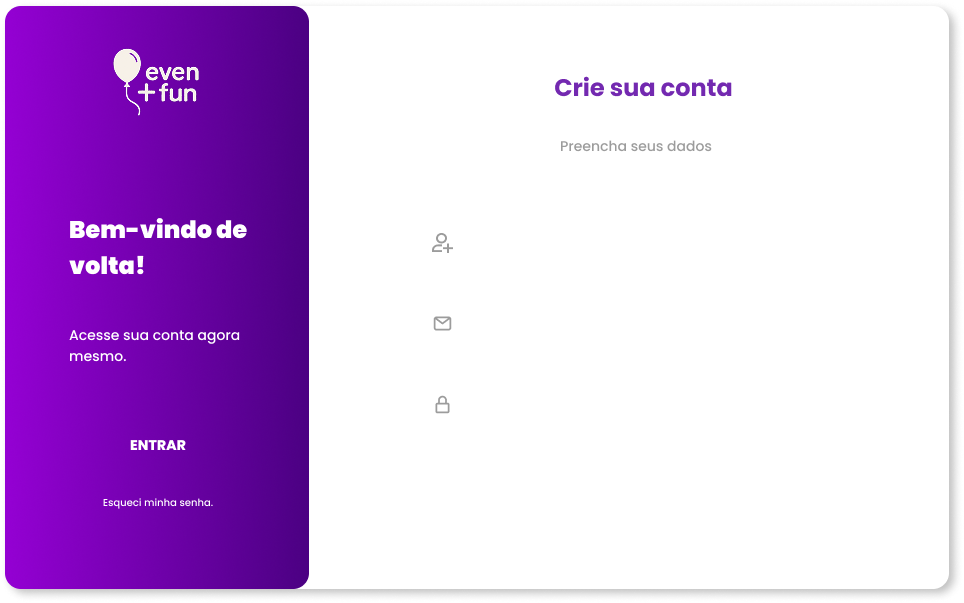 even
+fun
Bem-vindo de
volta!
Acesse sua conta agora
mesmo.
ENTRAR
Esqueci minha senha.
Crie sua conta
Preencha seus dados